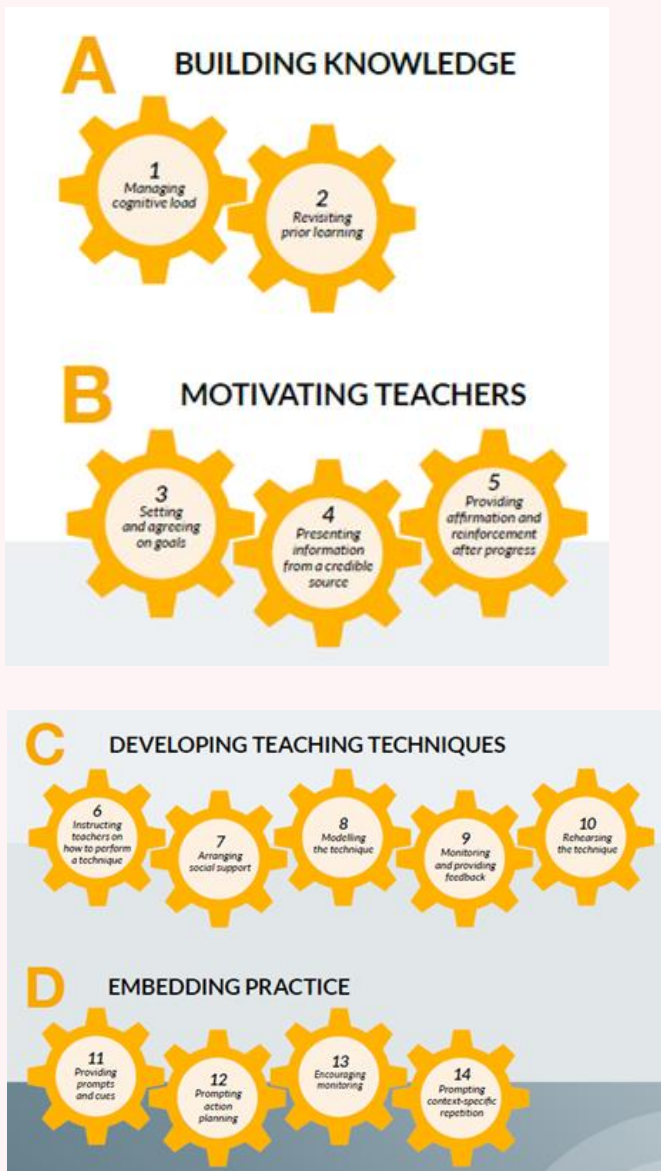 A
BUILDING KNOWLEDGE
1
Managing
cognitive load
2
Revisiting
prior learning
B
MOTIVATING TEACHERS
3
Setting
and agreeing
on goals
4
Presenting
information
from a credible
source
5
Providing
affirmation and
reinforcement
after progress
C
DEVELOPING TEACHING TECHNIQUES
6
Instructing
teachers on
how to perform
a technique
7
Arranging
social support
8
Modelling
the technique
9
Monitoring
and providing
feedback
10
Rehearsing
the technique
D
EMBEDDING PRACTICE
11
Providing
prompts
and cues
12
Prompting
action
planning
13
Encouraging
monitoring
14
Prompting
context-specific
repetition